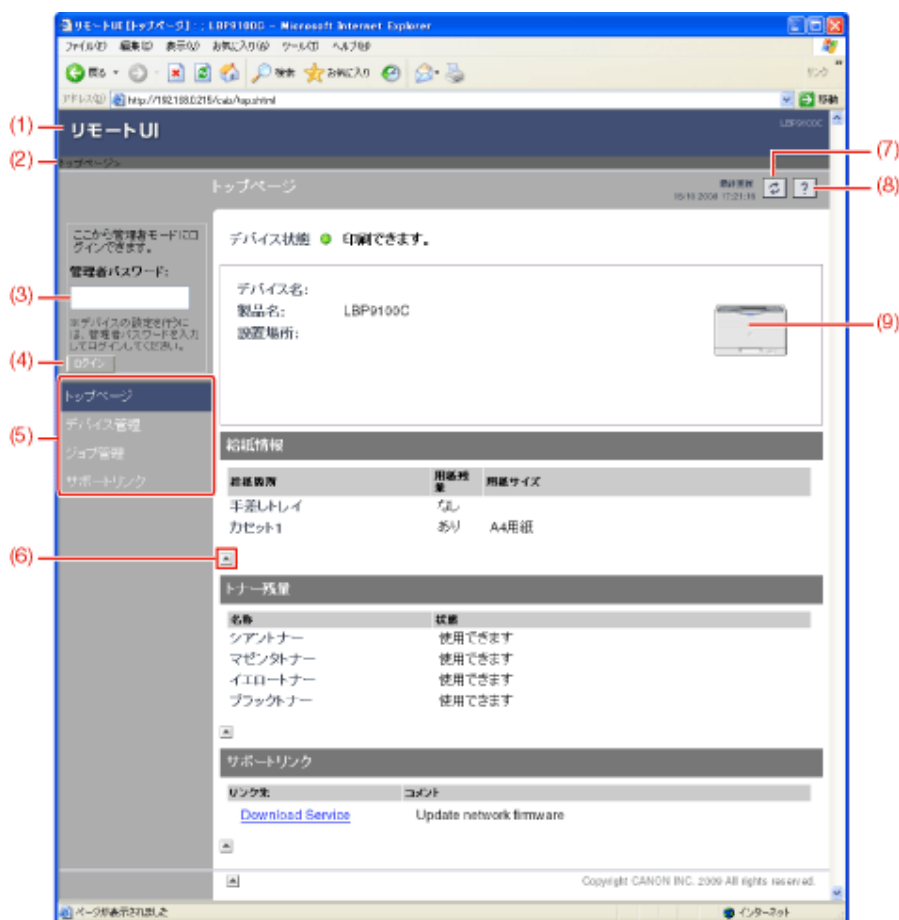 リモートUI [トップページ] : ; LBP9100C - Microsoft Internet Explorer
ファイル(F) 編集(E) 表示(V) お気に入り(A) ツール(T) ヘルプ(H)
戻る 検索 お気に入り リンク
アドレス(D) 移動
(1) リモートUI LBP9100C
(2) トップページ>
(7)
トップページ 最終更新 (8)
ここから管理者モードにロ
グインできます。
デバイス状態 印刷できます。
管理者パスワード:
(3)
デバイス名:
製品名: LBP9100C (9)
設置場所:
※デバイスの設定を行うに
は、管理者パスワードを入力
してログインしてください。
(4) ログイン
(5)
トップページ
デバイス管理
ジョブ管理
サポートリンク
給紙情報
給紙箇所 用紙残量 用紙サイズ
手差しトレイ なし
カセット1 あり A4用紙
(6)
トナー残量
名称 状態
シアントナー 使用できます
マゼンタトナー 使用できます
イエロートナー 使用できます
ブラックトナー 使用できます
サポートリンク
リンク先 コメント
Download Service Update network firmware
Copyright CANON INC. 2009 All rights reserved.
ページが表示されました インターネット